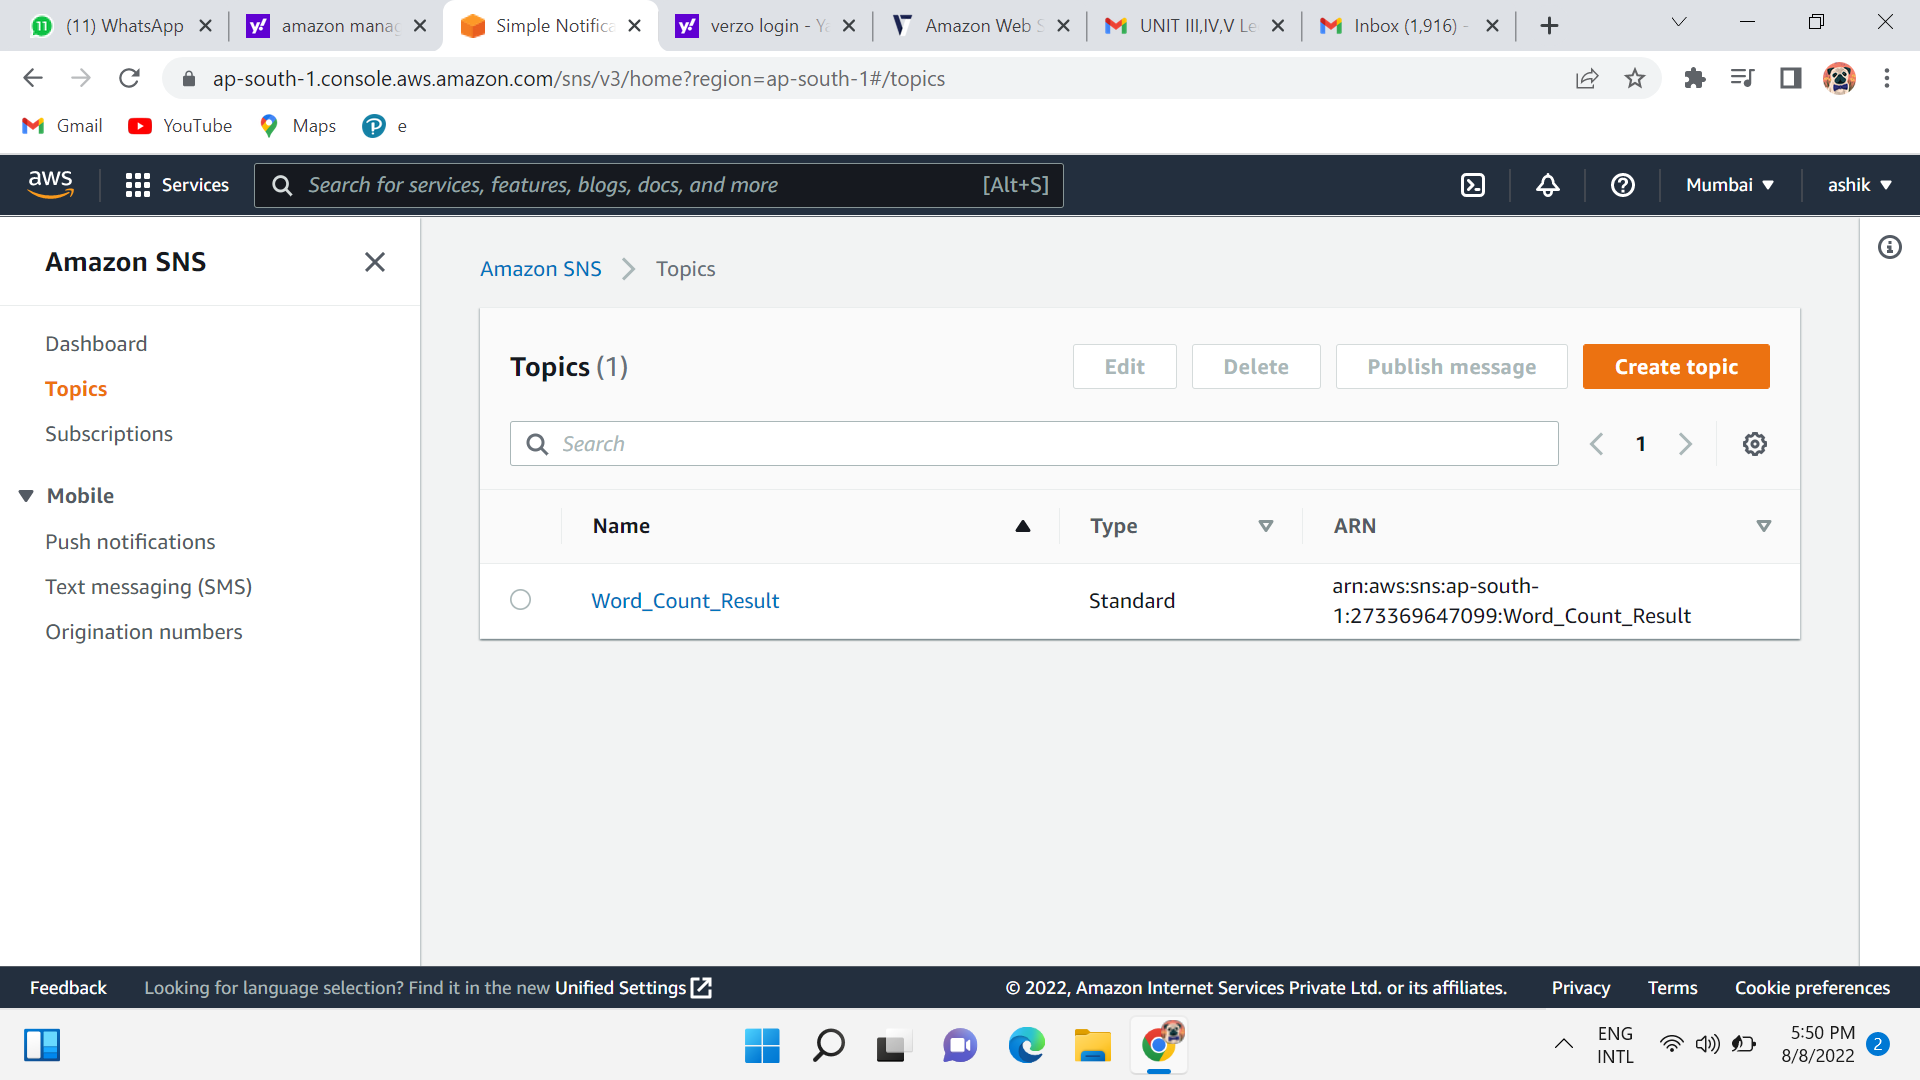 11 (11) WhatsApp
amazon manag
Simple Notifica
verzo login - Ya
Amazon Web S
UNIT III,IV,V Le
Inbox (1,916) -
ap-south-1.console.aws.amazon.com/sns/v3/home?region=ap-south-1#/topics
Gmail YouTube Maps e
aws Services Search for services, features, blogs, docs, and more [Alt+S] Mumbai ashik
Amazon SNS
Dashboard
Topics
Subscriptions
Mobile
Push notifications
Text messaging (SMS)
Origination numbers
Amazon SNS Topics
Topics (1) Edit Delete Publish message Create topic
Search 1
Name Type ARN
Word_Count_Result Standard arn:aws:sns:ap-south-
1:273369647099:Word_Count_Result
Feedback Looking for language selection? Find it in the new Unified Settings © 2022, Amazon Internet Services Private Ltd. or its affiliates. Privacy Terms Cookie preferences
ENG
INTL
5:50 PM
8/8/2022
2